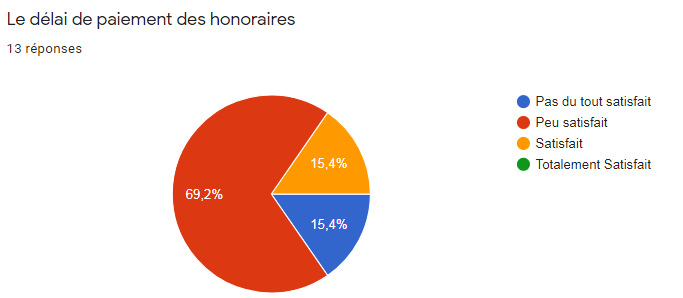 Le délai de paiement des honoraires
13 réponses
Pas du tout satisfait
Peu satisfait
Satisfait
Totalement Satisfait
15,4%
69,2%
15,4%